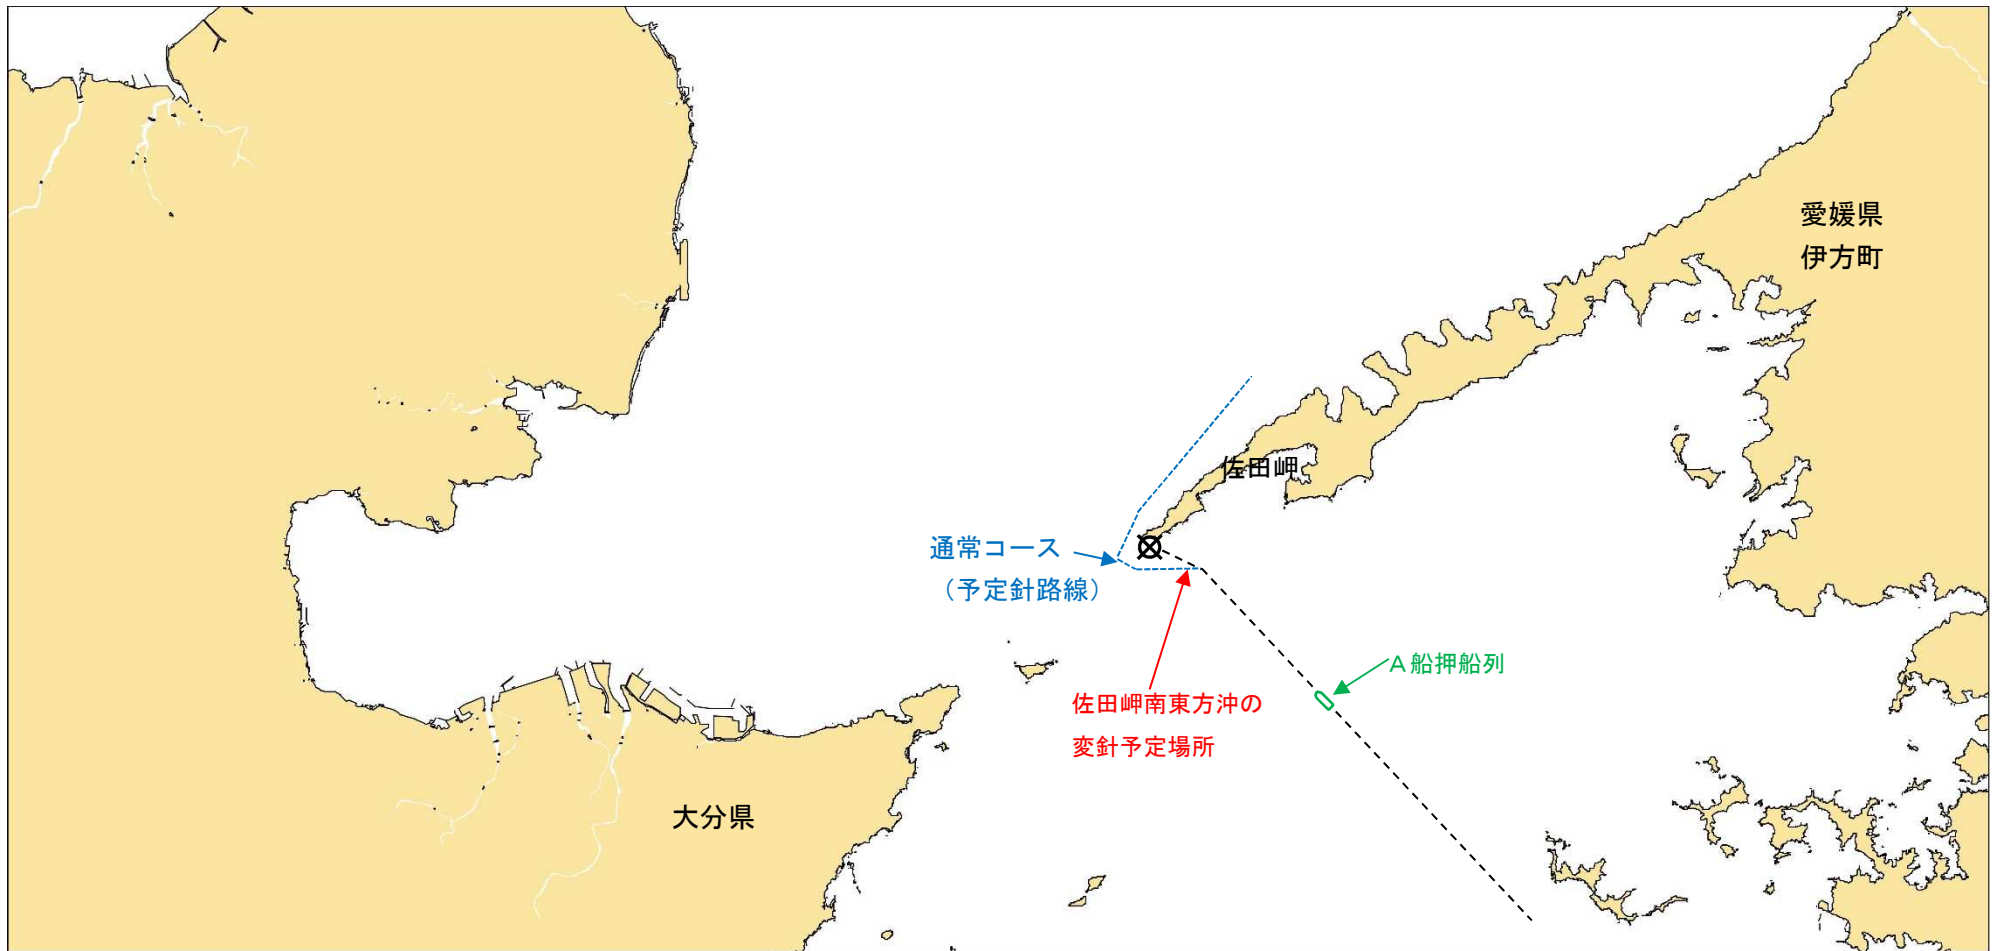 愛媛県
伊方町
佐田岬
通常コース
（予定針路線）
A船押船列
佐田岬南東方沖の
変針予定場所
大分県